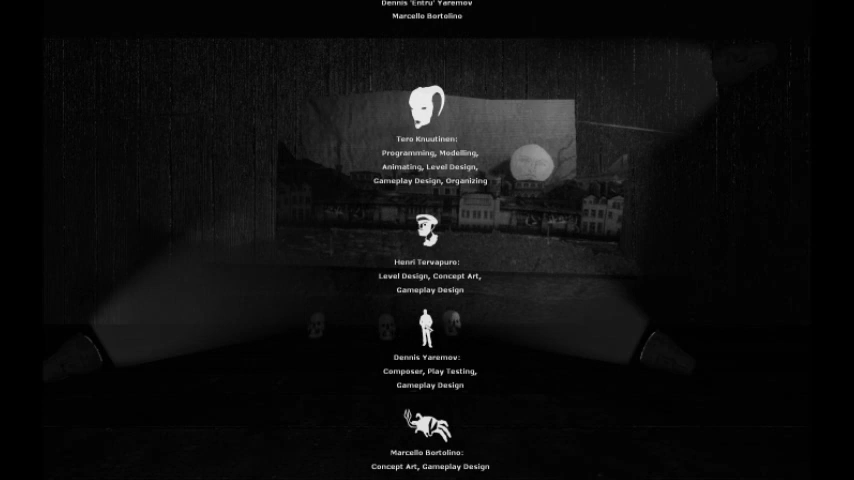 Dennis 'Entru' Yaremov
Marcello Bortolino
Tero Knuutinen:
Programming, Modelling,
Animating, Level Design,
Gameplay Design, Organizing
Henri Tervapuro:
Level Design, Concept Art,
Gameplay Design
Dennis Yaremov:
Composer, Play Testing,
Gameplay Design
Marcello Bortolino:
Concept Art, Gameplay Design